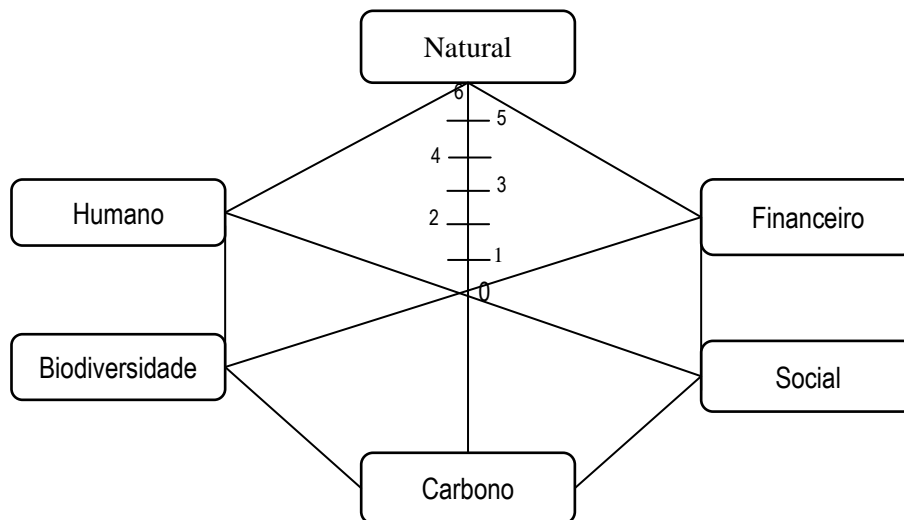 Natural
6
5
4
3
Humano
Financeiro
2
1
0
Biodiversidade
Social
Carbono